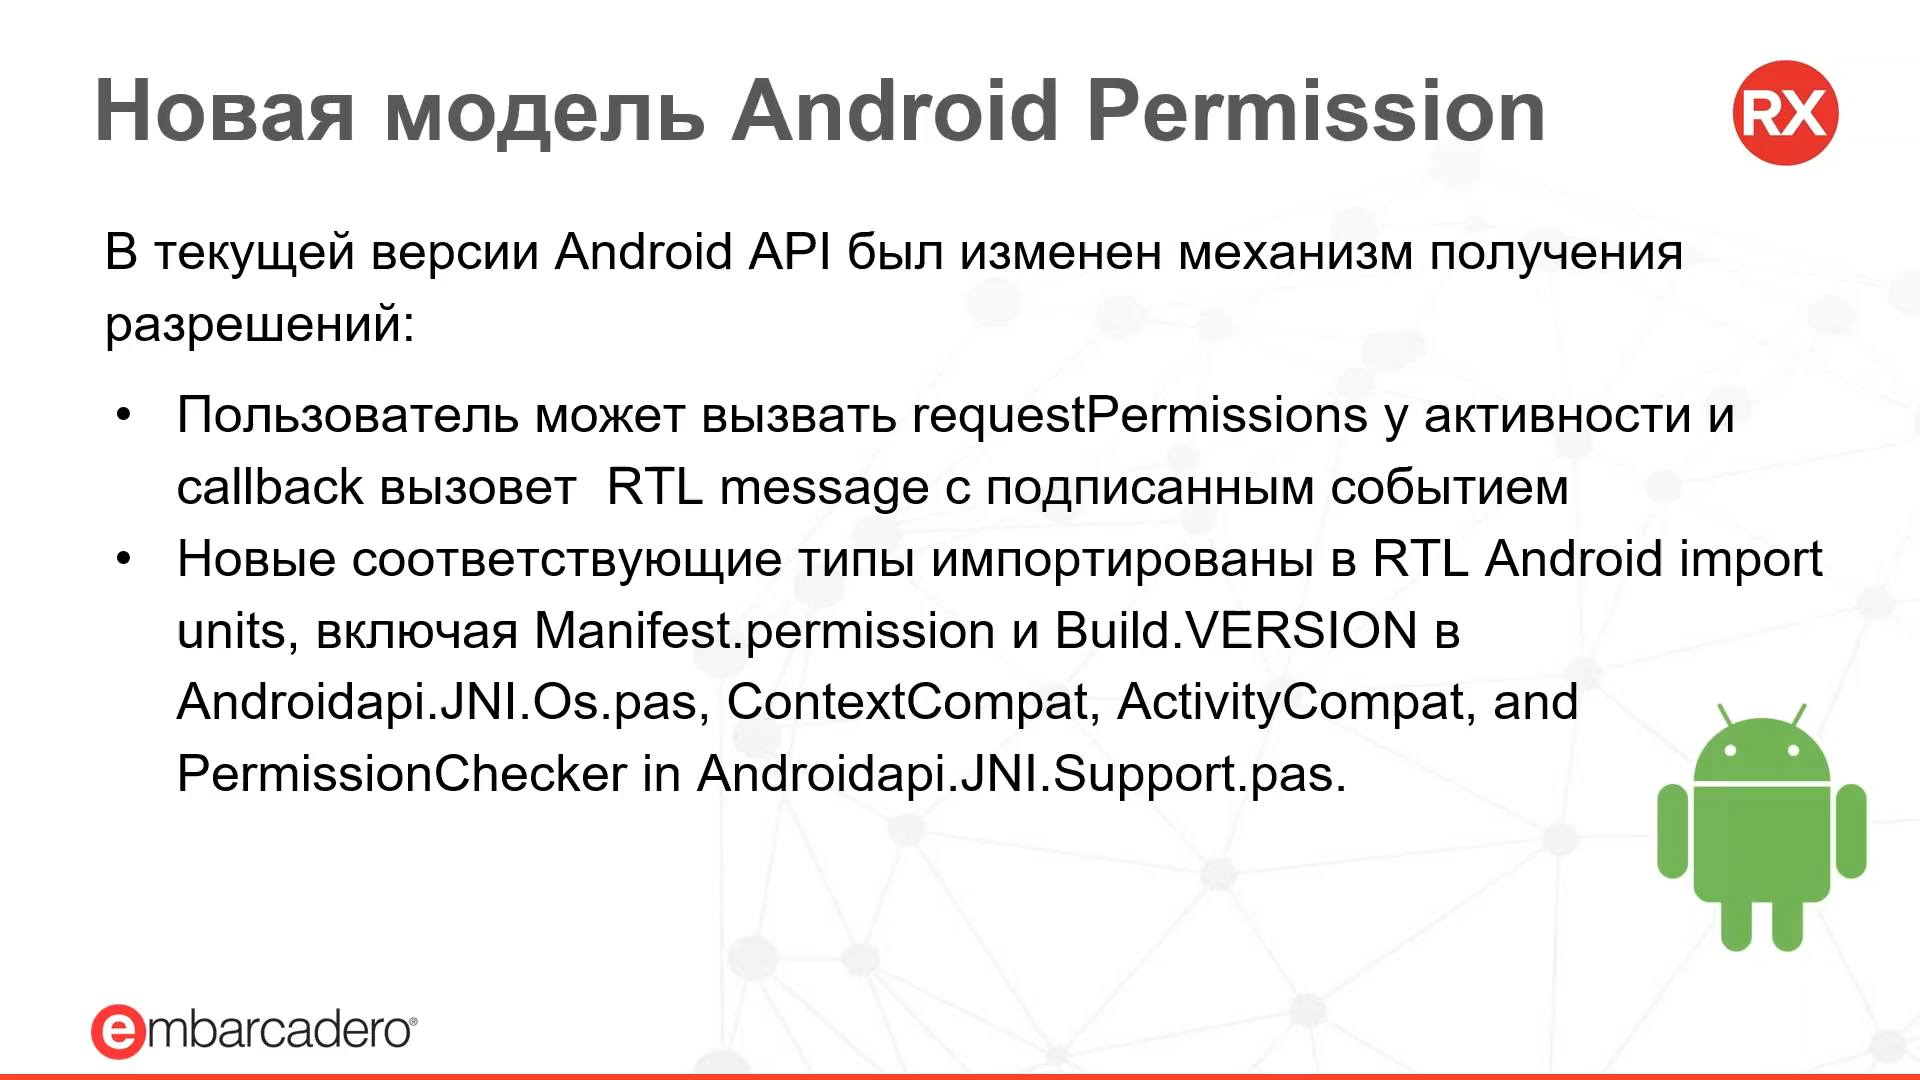 Новая модель Android Permission
RX
В текущей версии Android API был изменен механизм получения
разрешений:
• Пользователь может вызвать requestPermissions у активности и
callback вызовет  RTL message с подписанным событием
• Новые соответствующие типы импортированы в RTL Android import
units, включая Manifest.permission и Build.VERSION в
Androidapi.JNI.Os.pas, ContextCompat, ActivityCompat, and
PermissionChecker in Androidapi.JNI.Support.pas.
embarcadero®